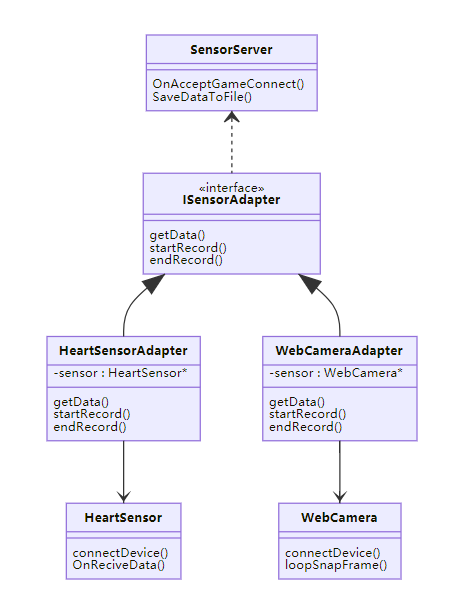 SensorServer
OnAcceptGameConnect()
SaveDataToFile()
«interface»
ISensorAdapter
getData()
startRecord()
endRecord()
HeartSensorAdapter
-sensor : HeartSensor*
getData()
startRecord()
endRecord()
WebCameraAdapter
-sensor : WebCamera*
getData()
startRecord()
endRecord()
HeartSensor
connectDevice()
OnReciveData()
WebCamera
connectDevice()
loopSnapFrame()